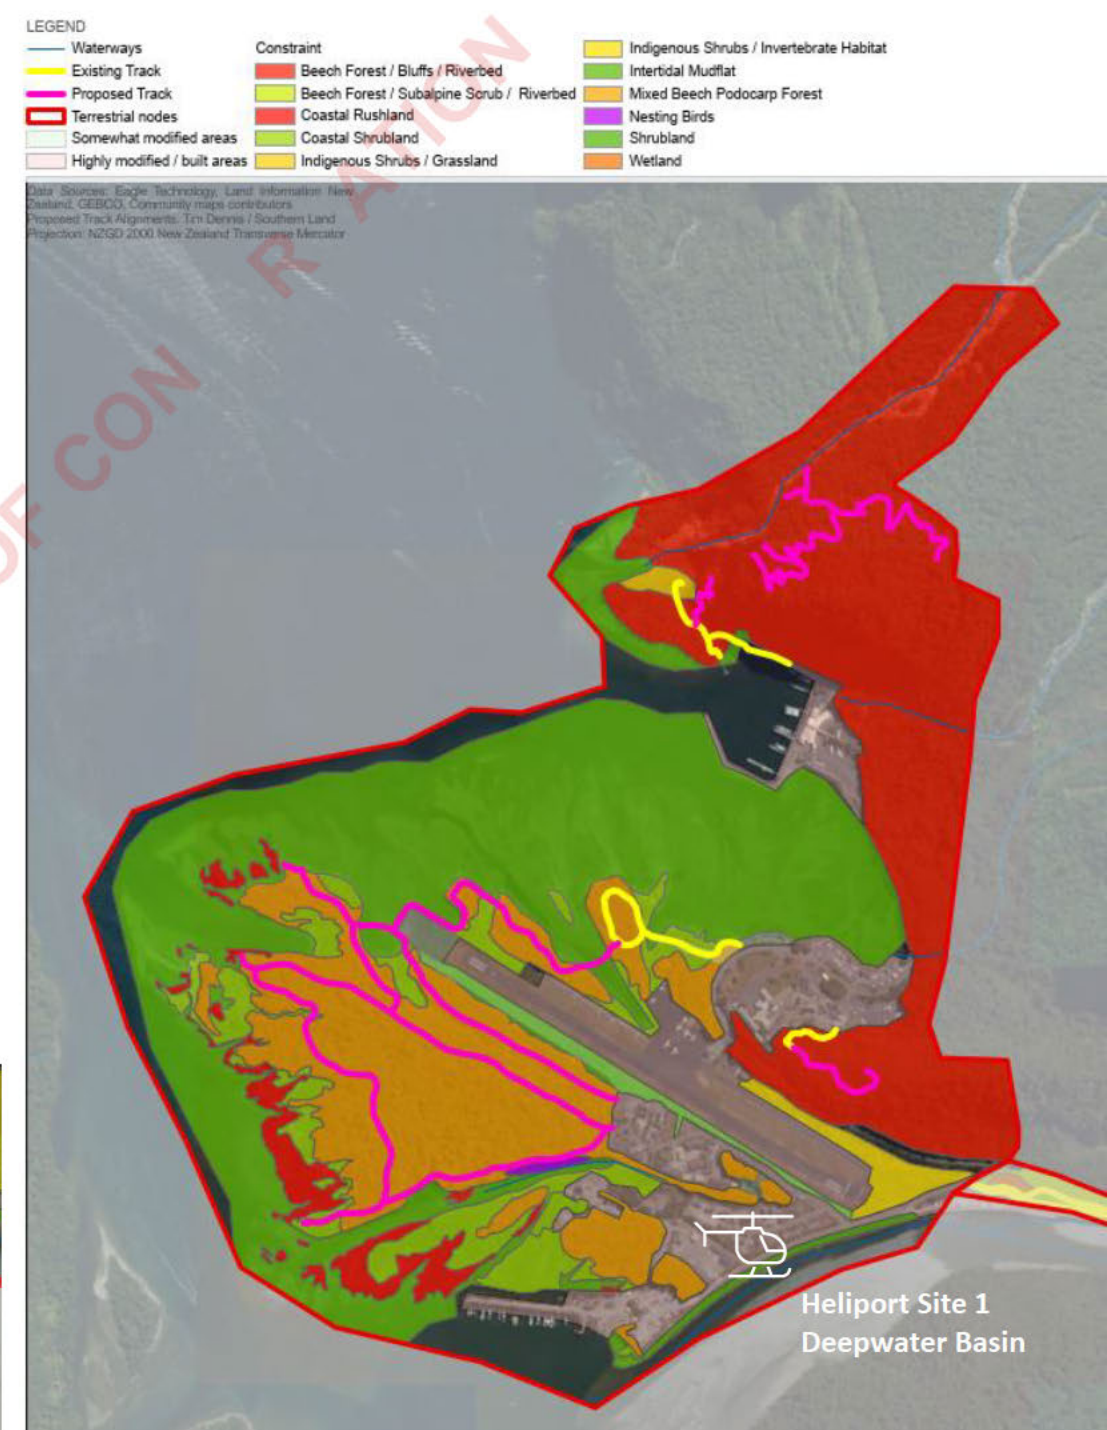 LEGEND
Waterways
Existing Track
Proposed Track
Terrestrial nodes
Somewhat modified areas
Highly modified / built areas
Constraint
Beech Forest / Bluffs / Riverbed
Beech Forest / Subalpine Scrub / Riverbed
Coastal Rushland
Coastal Shrubland
Indigenous Shrubs / Grassland
Indigenous Shrubs / Invertebrate Habitat
Intertidal Mudflat
Mixed Beech Podocarp Forest
Nesting Birds
Shrubland
Wetland
Data Sources: Eagle Technology, Land Information New
Zealand, GEBCO, Community maps contributors
Proposed Track Alignments: Tim Dennis / Southern Land
Projection: NZGD 2000 New Zealand Transverse Mercator
OF CON R ATION
Heliport Site 1
Deepwater Basin